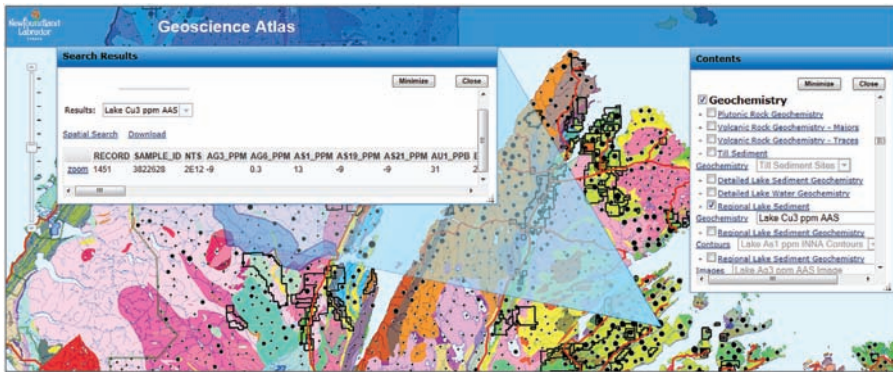 Newfoundland
Labrador
Geoscience Atlas
Search Results
Minimize Close
Results: Lake Cu3 ppm AAS
Spatial Search Download
RECORD SAMPLE_ID NTS AG3_PPM AG6_PPM AS1_PPM AS19_PPM AS21_PPM AU1_PPB
zoom 1451 3822628 2E12 -9 0.3 13 -9 -9 31 2
Contents
Minimize Close
Geochemistry
Plutonic Rock Geochemistry
Volcanic Rock Geochemistry - Majors
Volcanic Rock Geochemistry - Traces
Till Sediment
Geochemistry Till Sediment Sites
Detailed Lake Sediment Geochemistry
Detailed Lake Water Geochemistry
Regional Lake Sediment
Geochemistry Lake Cu3 ppm AAS
Regional Lake Sediment Geochemistry
Contours Lake As1 ppm INNA Contours
Regional Lake Sediment Geochemistry
Images Lake Ag3 ppm AAS Image